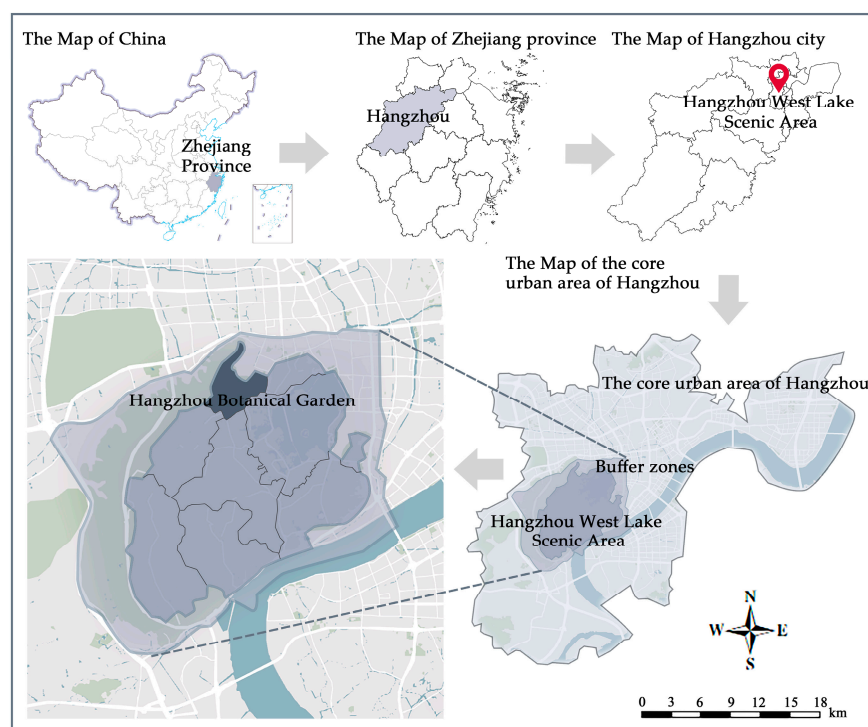 The Map of China
The Map of Zhejiang province
The Map of Hangzhou city
Zhejiang
Province
Hangzhou
Hangzhou West Lake
Scenic Area
The Map of the core
urban area of Hangzhou
Hangzhou Botanical Garden
The core urban area of Hangzhou
Buffer zones
Hangzhou West Lake
Scenic Area
N
W E
S
0 3 6 9 12 15 18
km